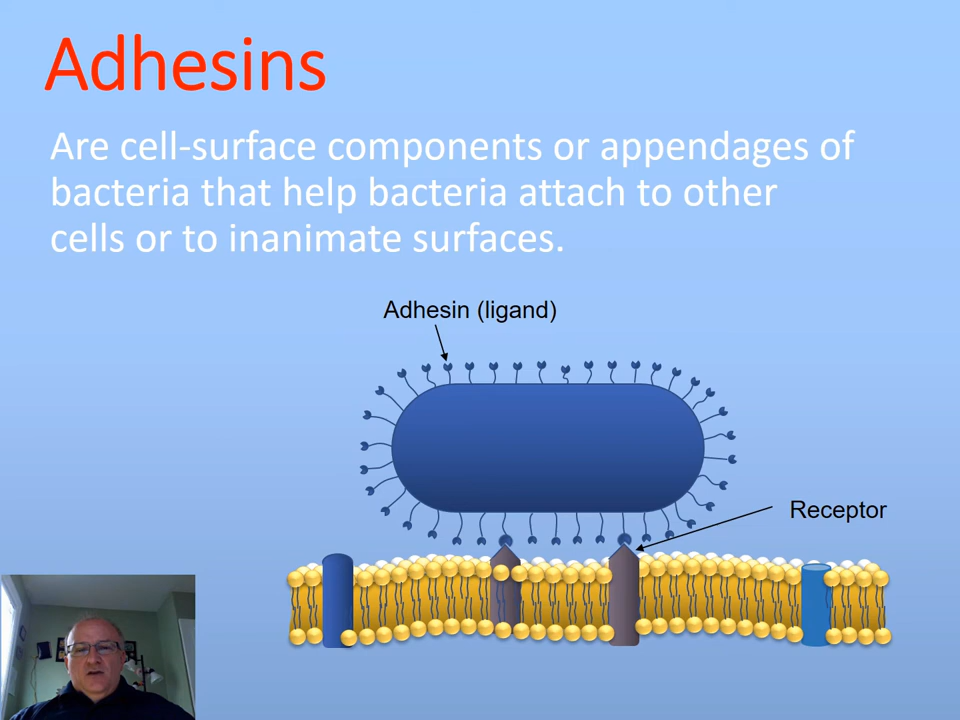 Adhesins
Are cell-surface components or appendages of
bacteria that help bacteria attach to other
cells or to inanimate surfaces.
Adhesin (ligand)
Receptor